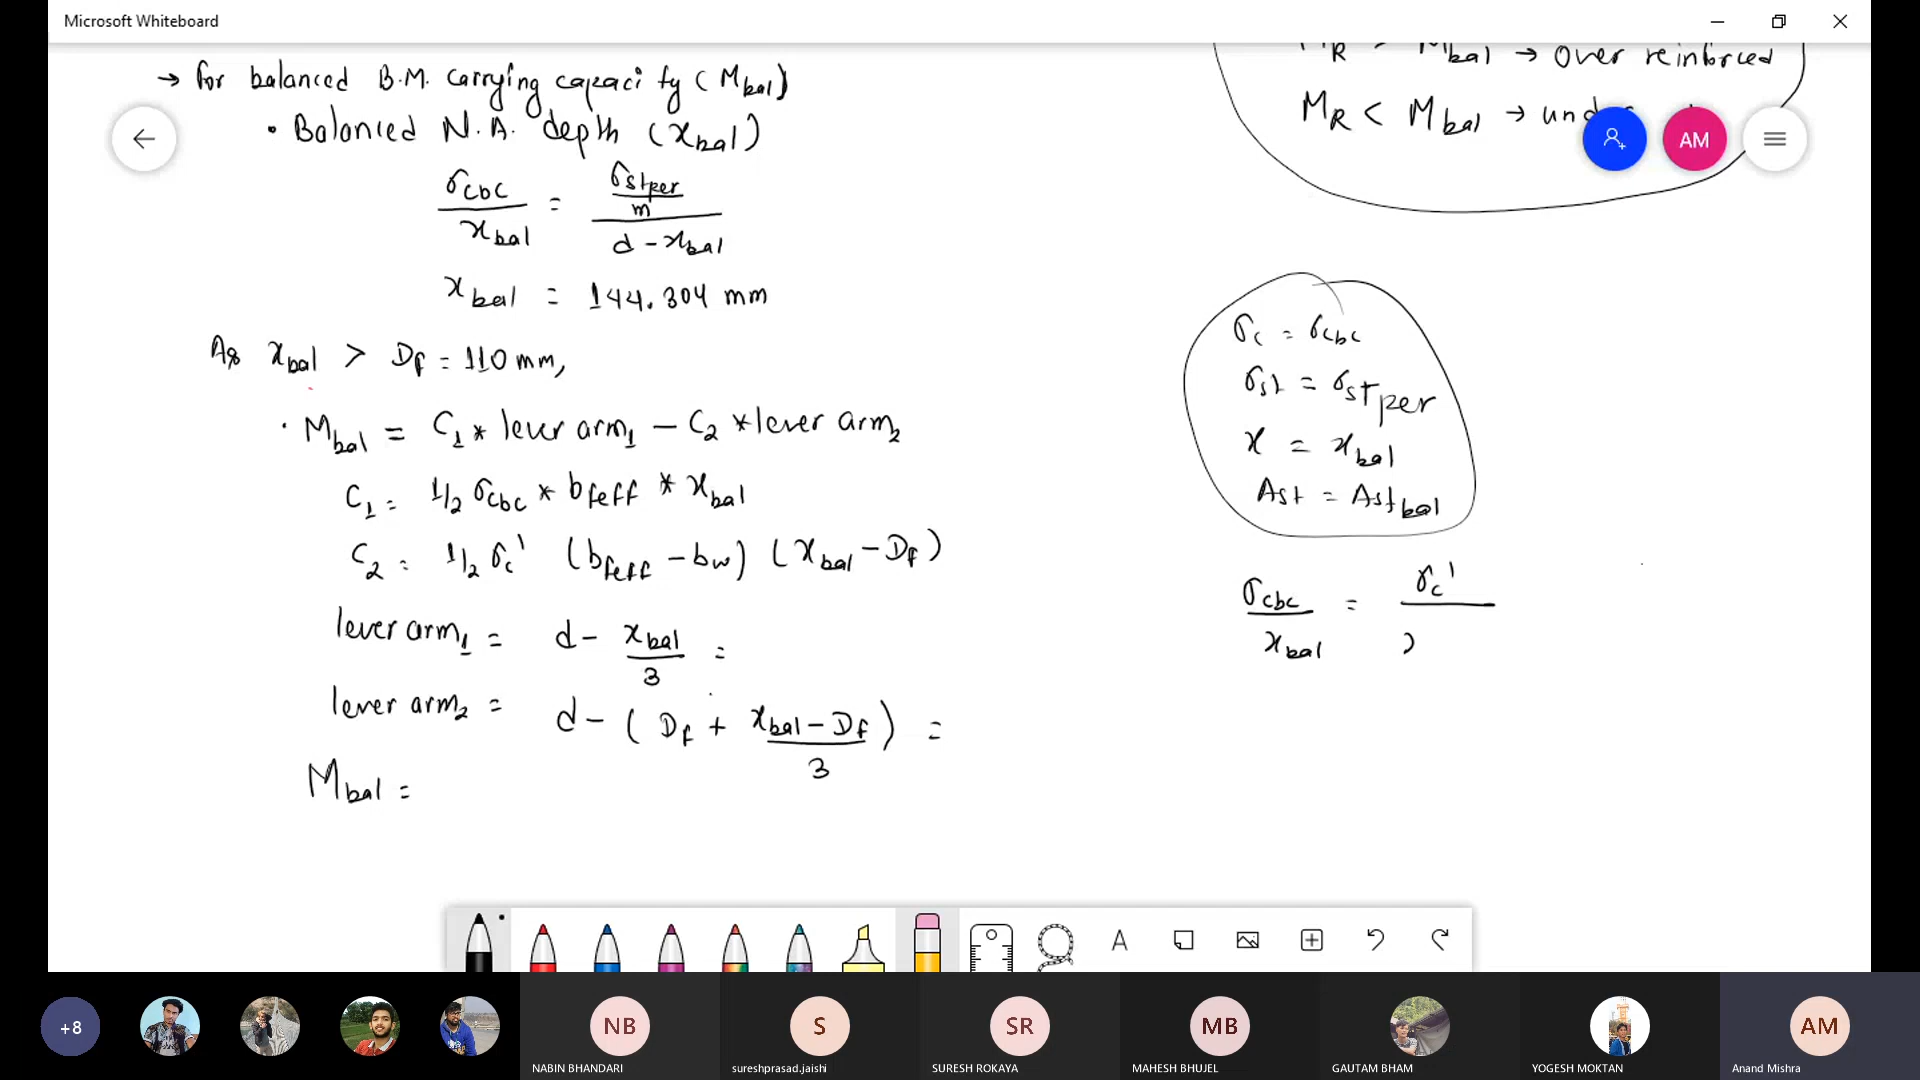 Microsoft Whiteboard
→ For balanced B.M. carrying capacity (Mbal)
• Balanced N.A. depth (xbal)
σcbc / xbal = (σstper / m) / (d - xbal)
xbal = 144.304 mm
As xbal > Df = 110 mm,
• Mbal = C1 * lever arm1 - C2 * lever arm2
C1 = 1/2 σcbc * bfeff * xbal
C2 = 1/2 σc' (bfeff - bw) (xbal - Df)
lever arm1 = d - xbal/3 =
lever arm2 = d - (Df + (xbal - Df)/3) =
Mbal =
MR > Mbal → Over reinforced
MR < Mbal → und
σc = σcbc
σst = σstper
x = xbal
Ast = Astbal
σcbc / xbal = σc' /
AM
A
+8
NB
NABIN BHANDARI
S
sureshprasad.jaishi
SR
SURESH ROKAYA
MB
MAHESH BHUJEL
GAUTAM BHAM
YOGESH MOKTAN
AM
Anand Mishra